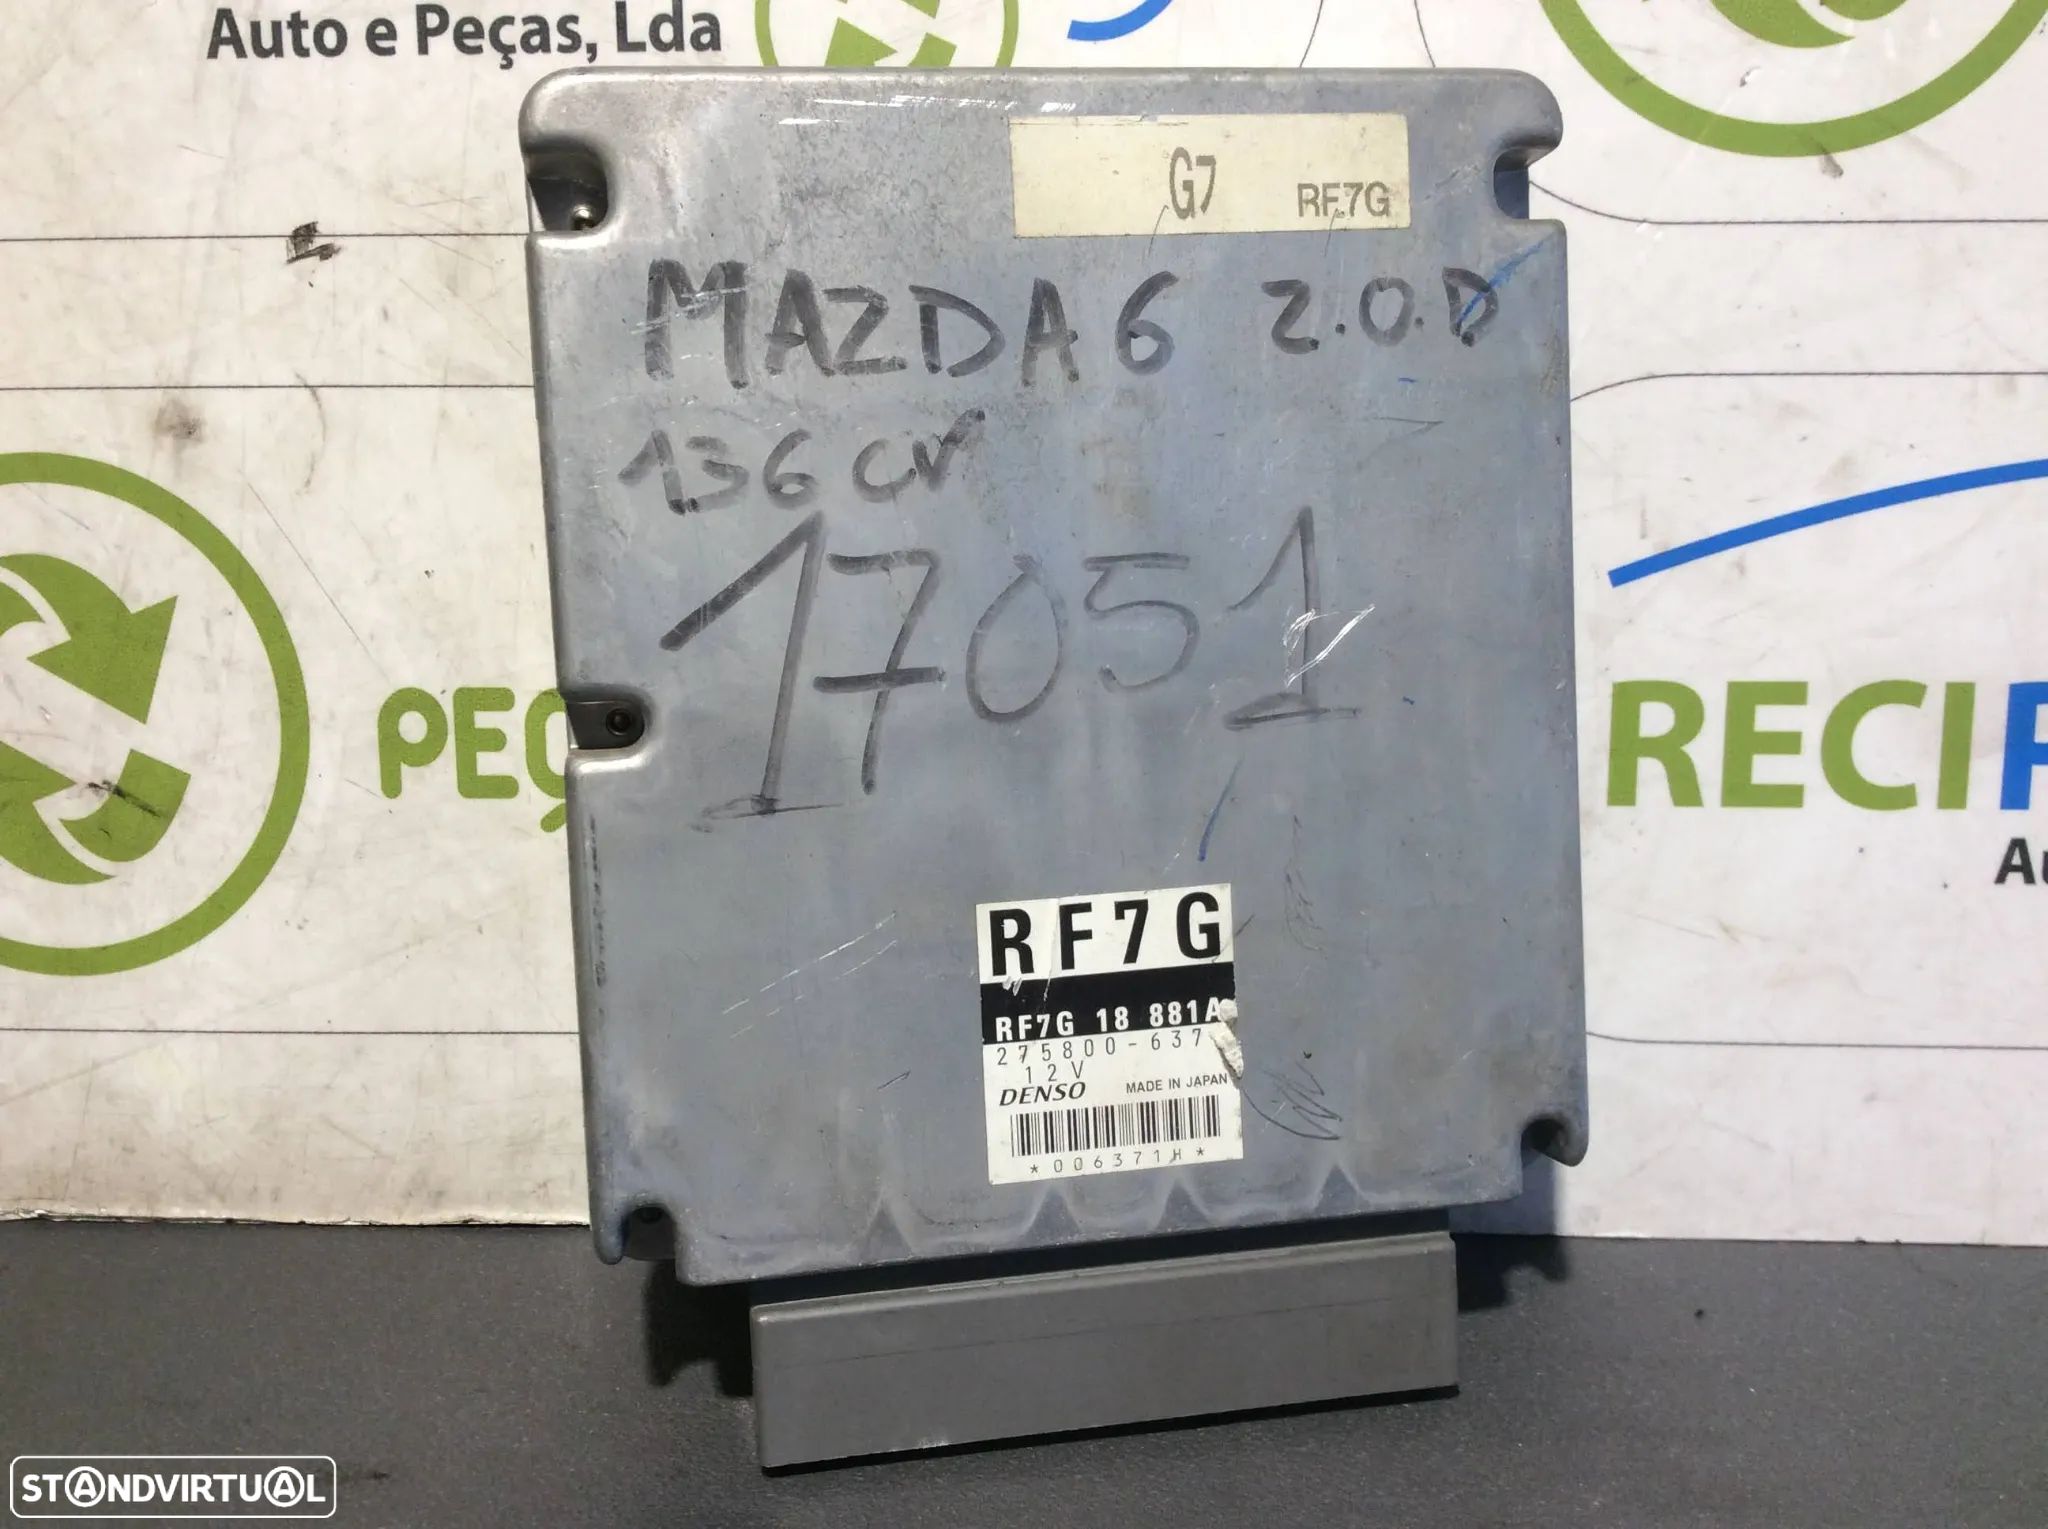 Auto e Peças, Lda
G7 RF7G
MAZDA 6 2.0.D
136 CV
17051
PEÇ
RECI
RF7G
RF7G 18 881A
275800-637
12V
DENSO MADE IN JAPAN
*006371H*
STANDVIRTUAL